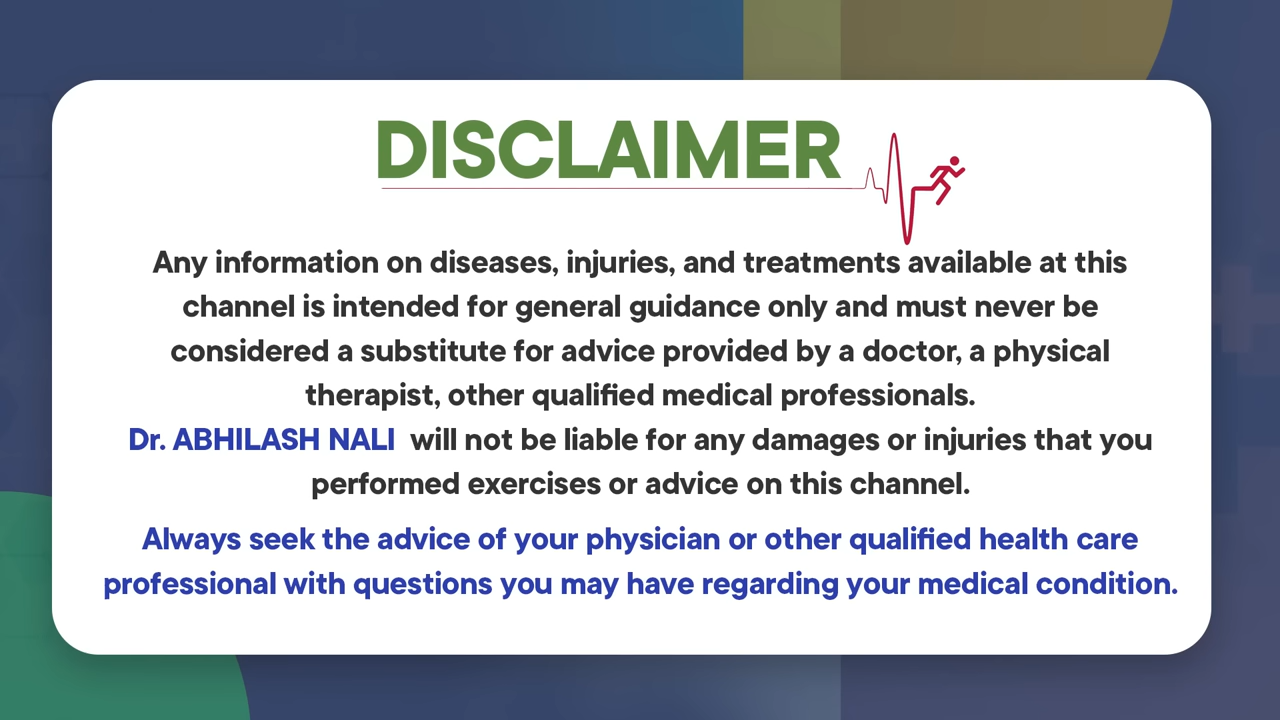 DISCLAIMER
Any information on diseases, injuries, and treatments available at this
channel is intended for general guidance only and must never be
considered a substitute for advice provided by a doctor, a physical
therapist, other qualified medical professionals.
Dr. ABHILASH NALI will not be liable for any damages or injuries that you
performed exercises or advice on this channel.
Always seek the advice of your physician or other qualified health care
professional with questions you may have regarding your medical condition.